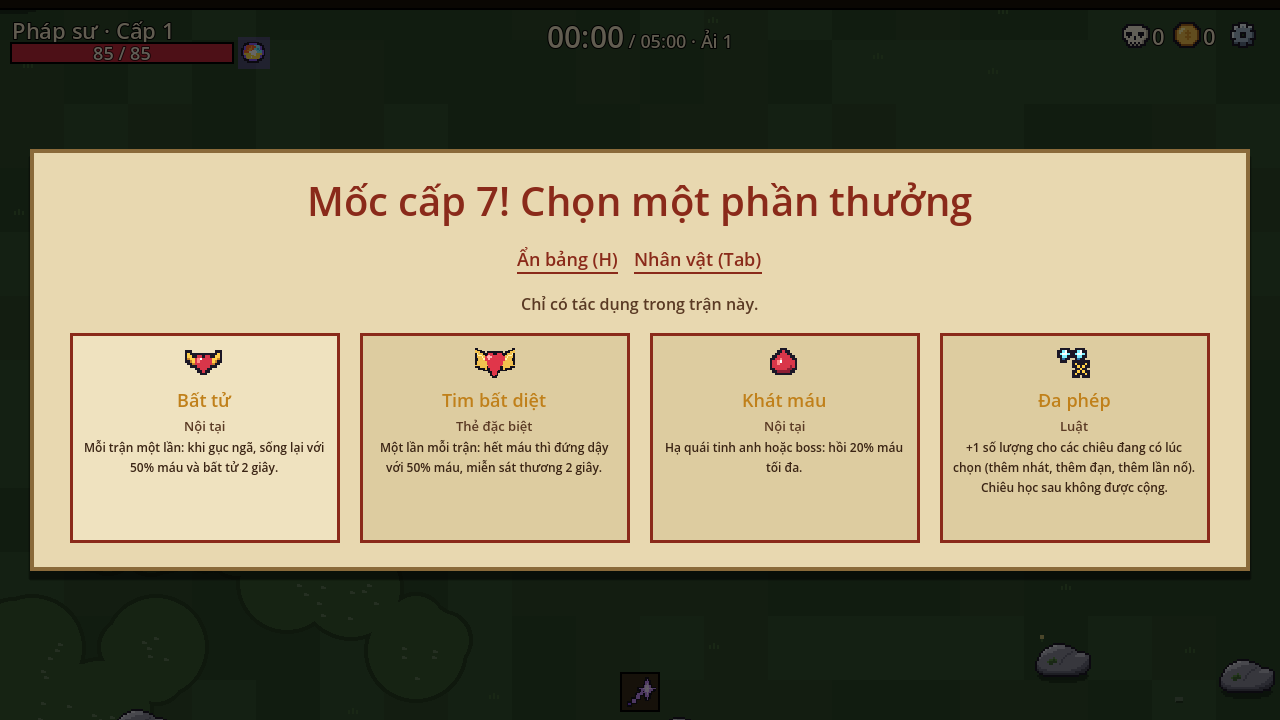 Pháp sư · Cấp 1
85 / 85
00:00 / 05:00 · Ải 1
0
0
Mốc cấp 7! Chọn một phần thưởng
Ẩn bảng (H)
Nhân vật (Tab)
Chỉ có tác dụng trong trận này.
Bất tử
Nội tại
Mỗi trận một lần: khi gục ngã, sống lại với
50% máu và bất tử 2 giây.
Tim bất diệt
Thẻ đặc biệt
Một lần mỗi trận: hết máu thì đứng dậy
với 50% máu, miễn sát thương 2 giây.
Khát máu
Nội tại
Hạ quái tinh anh hoặc boss: hồi 20% máu
tối đa.
Đa phép
Luật
+1 số lượng cho các chiêu đang có lúc
chọn (thêm nhát, thêm đạn, thêm lần nổ).
Chiêu học sau không được cộng.